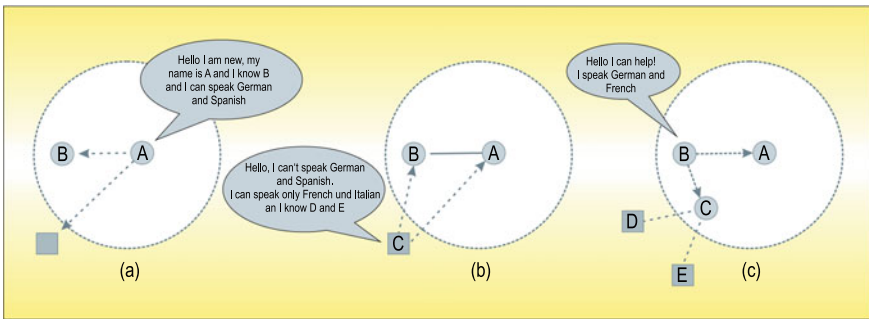 Hello I am new, my
name is A and I know B
and I can speak German
and Spanish
B
A
(a)
Hello, I can't speak German
and Spanish.
I can speak only French und Italian
an I know D and E
B
A
C
(b)
Hello I can help!
I speak German and
French
B
A
C
D
E
(c)